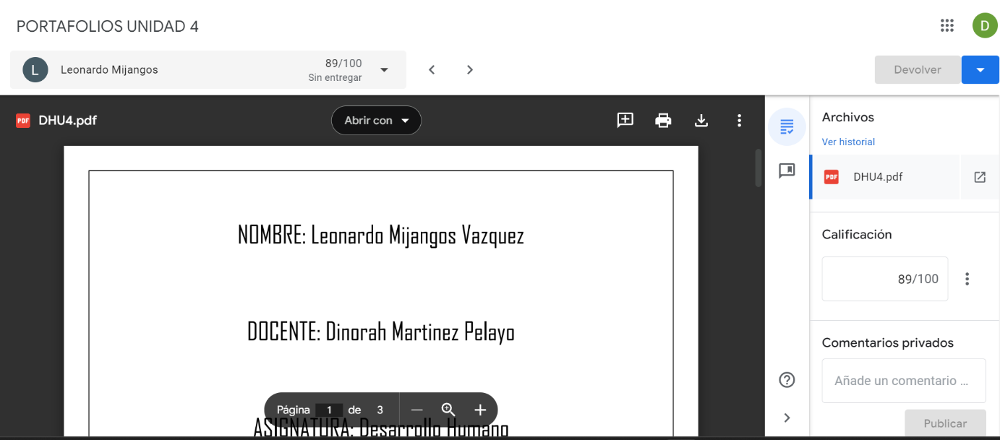 PORTAFOLIOS UNIDAD 4
D
L
Leonardo Mijangos
89/100
Sin entregar
Devolver
PDF DHU4.pdf
Abrir con
NOMBRE: Leonardo Mijangos Vazquez
DOCENTE: Dinorah Martinez Pelayo
Página 1 de 3
ASIGNATURA: Desarrollo Humano
Archivos
Ver historial
PDF DHU4.pdf
Calificación
89/100
Comentarios privados
Añade un comentario ...
Publicar